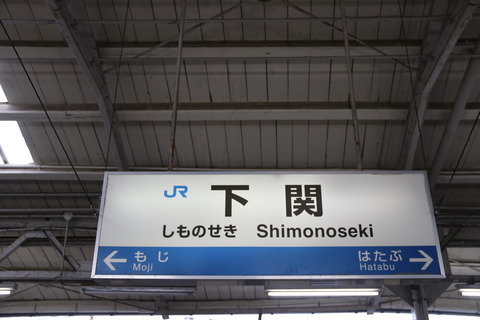 JR 下関
しものせき Shimonoseki
← もじ はたぶ →
Moji Hatabu